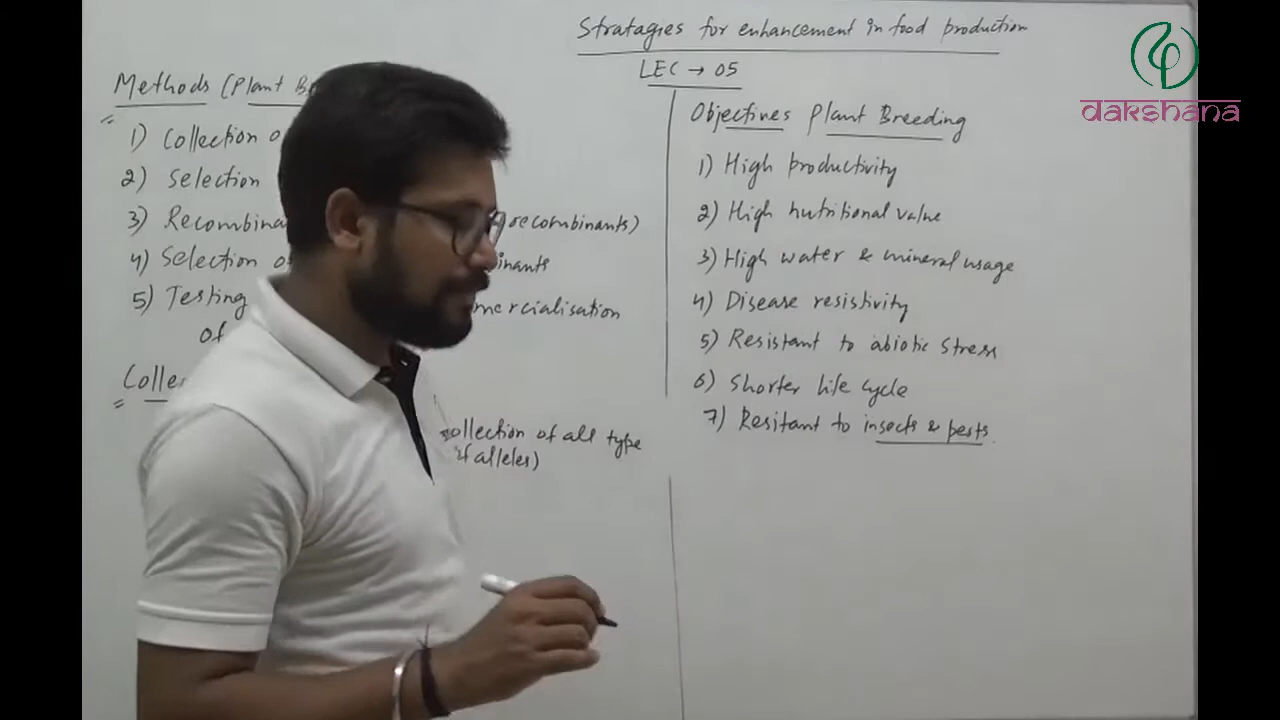 Stratagies for enhancement in food production
LEC → 05
dakshana
Methods (Plant B
1) Collection o
2) Selection
3) Recombina recombinants)
4) Selection of inants
5) Testing mercialisation
of
Colle
collection of all type
of alleles)
Objectives Plant Breeding
1) High productivity
2) High nutritional value
3) High water & mineral usage
4) Disease resistivity
5) Resistant to abiotic stress
6) Shorter life cycle
7) Resitant to insects & pests.